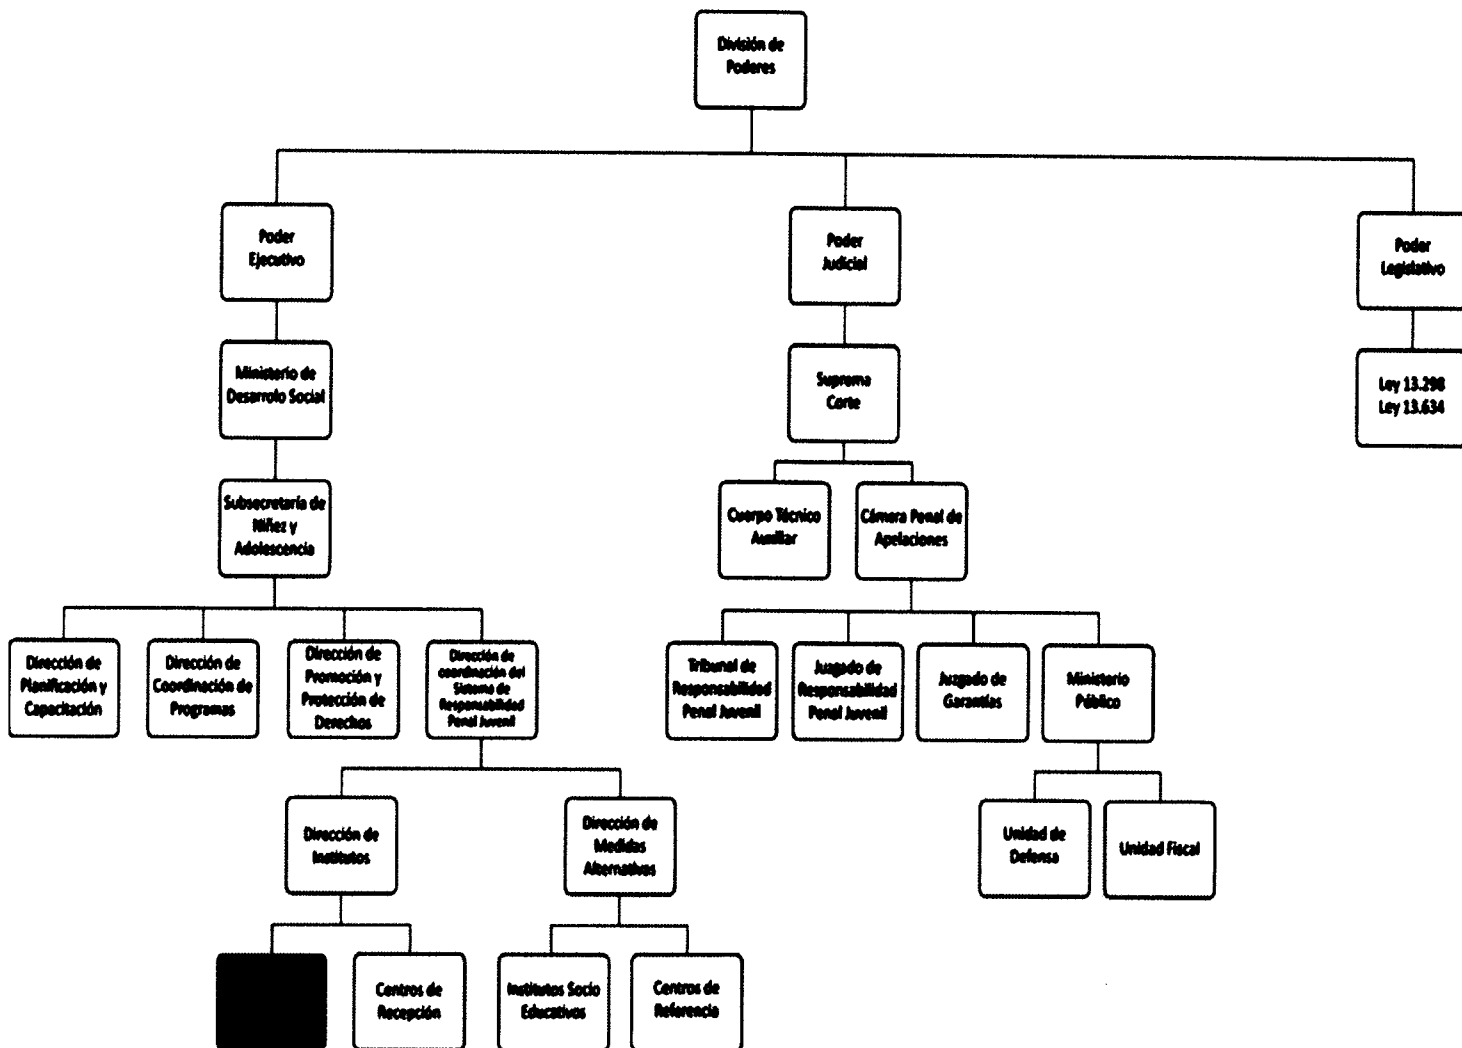 División de
Poderes
Poder
Ejecutivo
Poder
Judicial
Poder
Legislativo
Ministerio de
Desarrolo Social
Suprema
Corte
Ley 13.298
Ley 13.634
Subsecretaría de
Niñez y
Adolescencia
Cuerpo Técnico
Auxiliar
Cámara Penal de
Apelaciones
Dirección de
Planificación y
Capacitación
Dirección de
Coordinación de
Programas
Dirección de
Promoción y
Protección de
Derechos
Dirección de
coordinación del
Sistema de
Responsabilidad
Penal Juvenil
Tribunal de
Responsabilidad
Penal Juvenil
Juzgado de
Responsabilidad
Penal Juvenil
Juzgado de
Garantías
Ministerio
Público
Dirección de
Institutos
Dirección de
Medidas
Alternativas
Unidad de
Defensa
Unidad Fiscal
Centros de
Recepción
Institutos Socio
Educativos
Centros de
Referencia